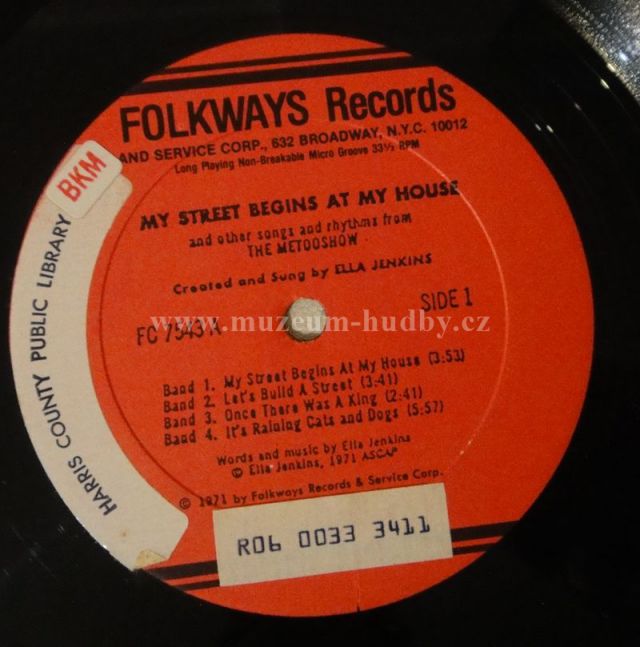 FOLKWAYS Records
AND SERVICE CORP., 632 BROADWAY, N.Y.C. 10012
Long Playing Non-Breakable Micro Groove 33⅓ RPM
BKM
HARRIS COUNTY PUBLIC LIBRARY
MY STREET BEGINS AT MY HOUSE
and other songs and rhythms from
THE METOOSHOW
Created and Sung by ELLA JENKINS
SIDE 1
FC 7543 A
www.muzeum-hudby.cz
Band 1. My Street Begins At My House (3:53)
Band 2. Let's Build A Street (3:41)
Band 3. Once There Was A King (2:41)
Band 4. It's Raining Cats and Dogs (5:57)
Words and music by Ella Jenkins
© Ella Jenkins, 1971 ASCAP
© 1971 by Folkways Records & Service Corp.
R06 0033 3411